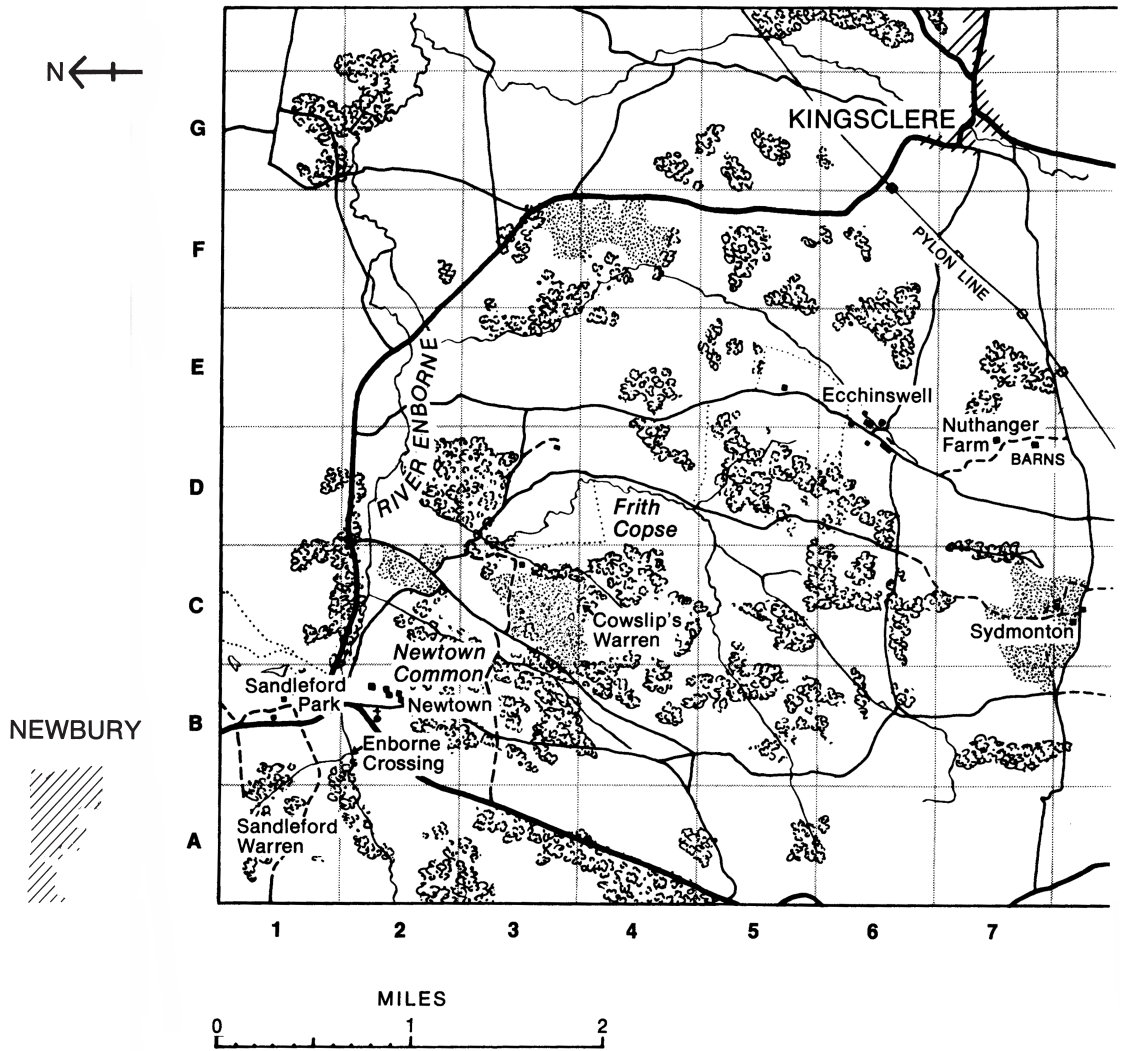 N
G
KINGSCLERE
F
PYLON LINE
E
RIVER ENBORNE
Ecchinswell
Nuthanger
Farm
BARNS
D
Frith
Copse
C
Cowslip's
Warren
Sydmonton
Newtown
Common
Sandleford
Park
Newtown
B
NEWBURY
Enborne
Crossing
Sandleford
Warren
A
1 2 3 4 5 6 7
MILES
0 1 2